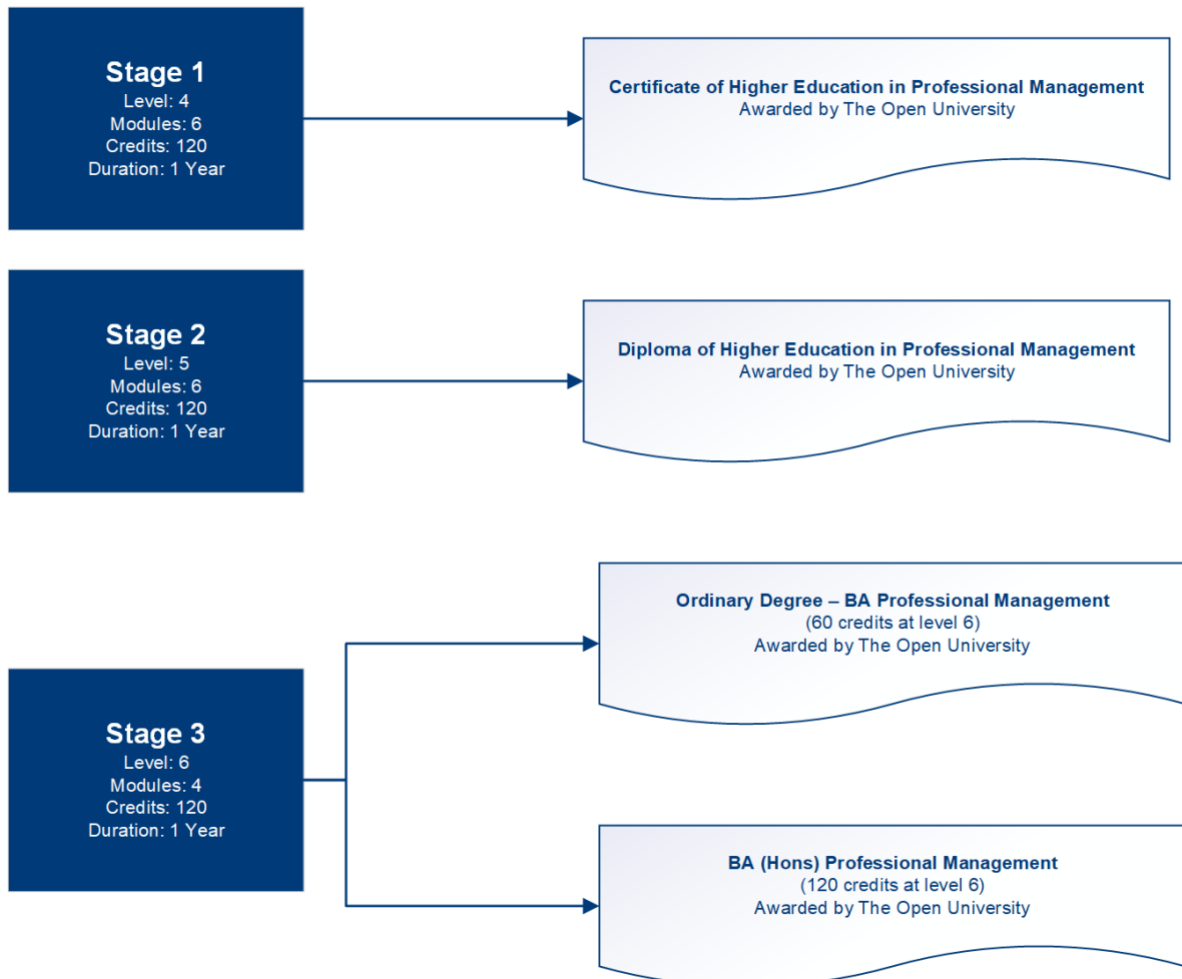 Stage 1
Level: 4
Modules: 6
Credits: 120
Duration: 1 Year
Certificate of Higher Education in Professional Management
Awarded by The Open University
Stage 2
Level: 5
Modules: 6
Credits: 120
Duration: 1 Year
Diploma of Higher Education in Professional Management
Awarded by The Open University
Stage 3
Level: 6
Modules: 4
Credits: 120
Duration: 1 Year
Ordinary Degree – BA Professional Management
(60 credits at level 6)
Awarded by The Open University
BA (Hons) Professional Management
(120 credits at level 6)
Awarded by The Open University